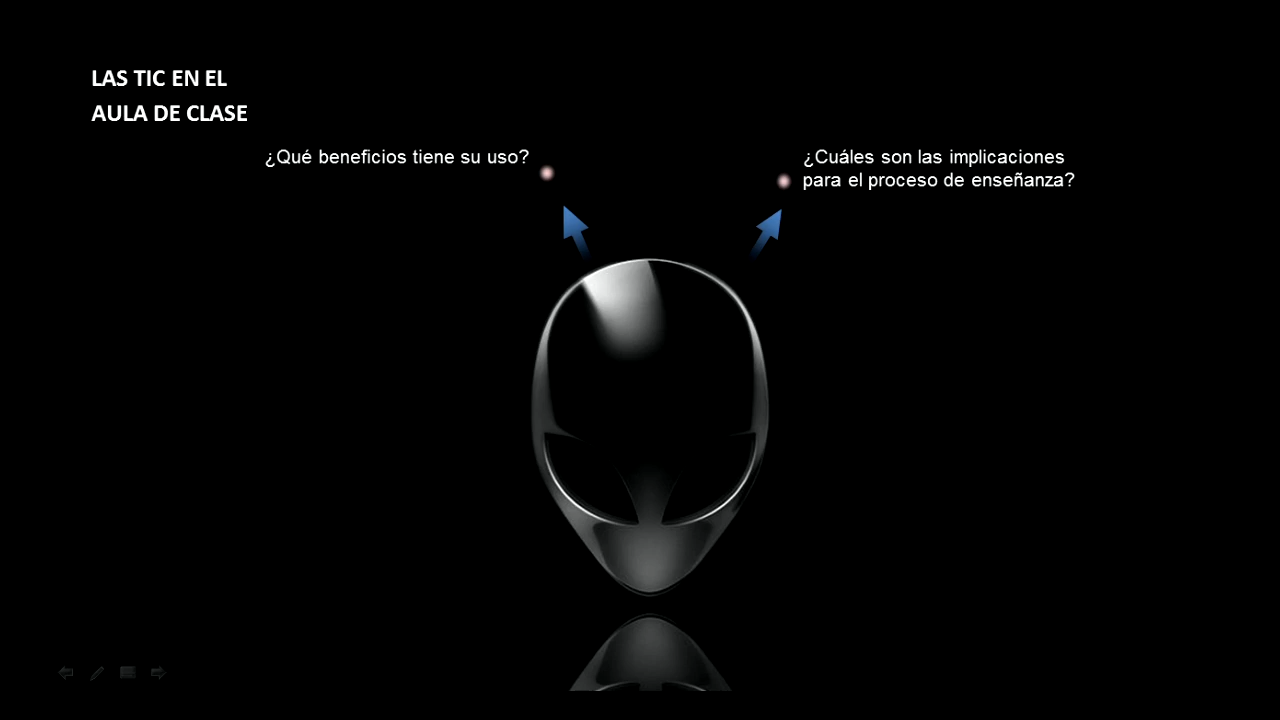 LAS TIC EN EL
AULA DE CLASE
¿Qué beneficios tiene su uso?
¿Cuáles son las implicaciones
para el proceso de enseñanza?